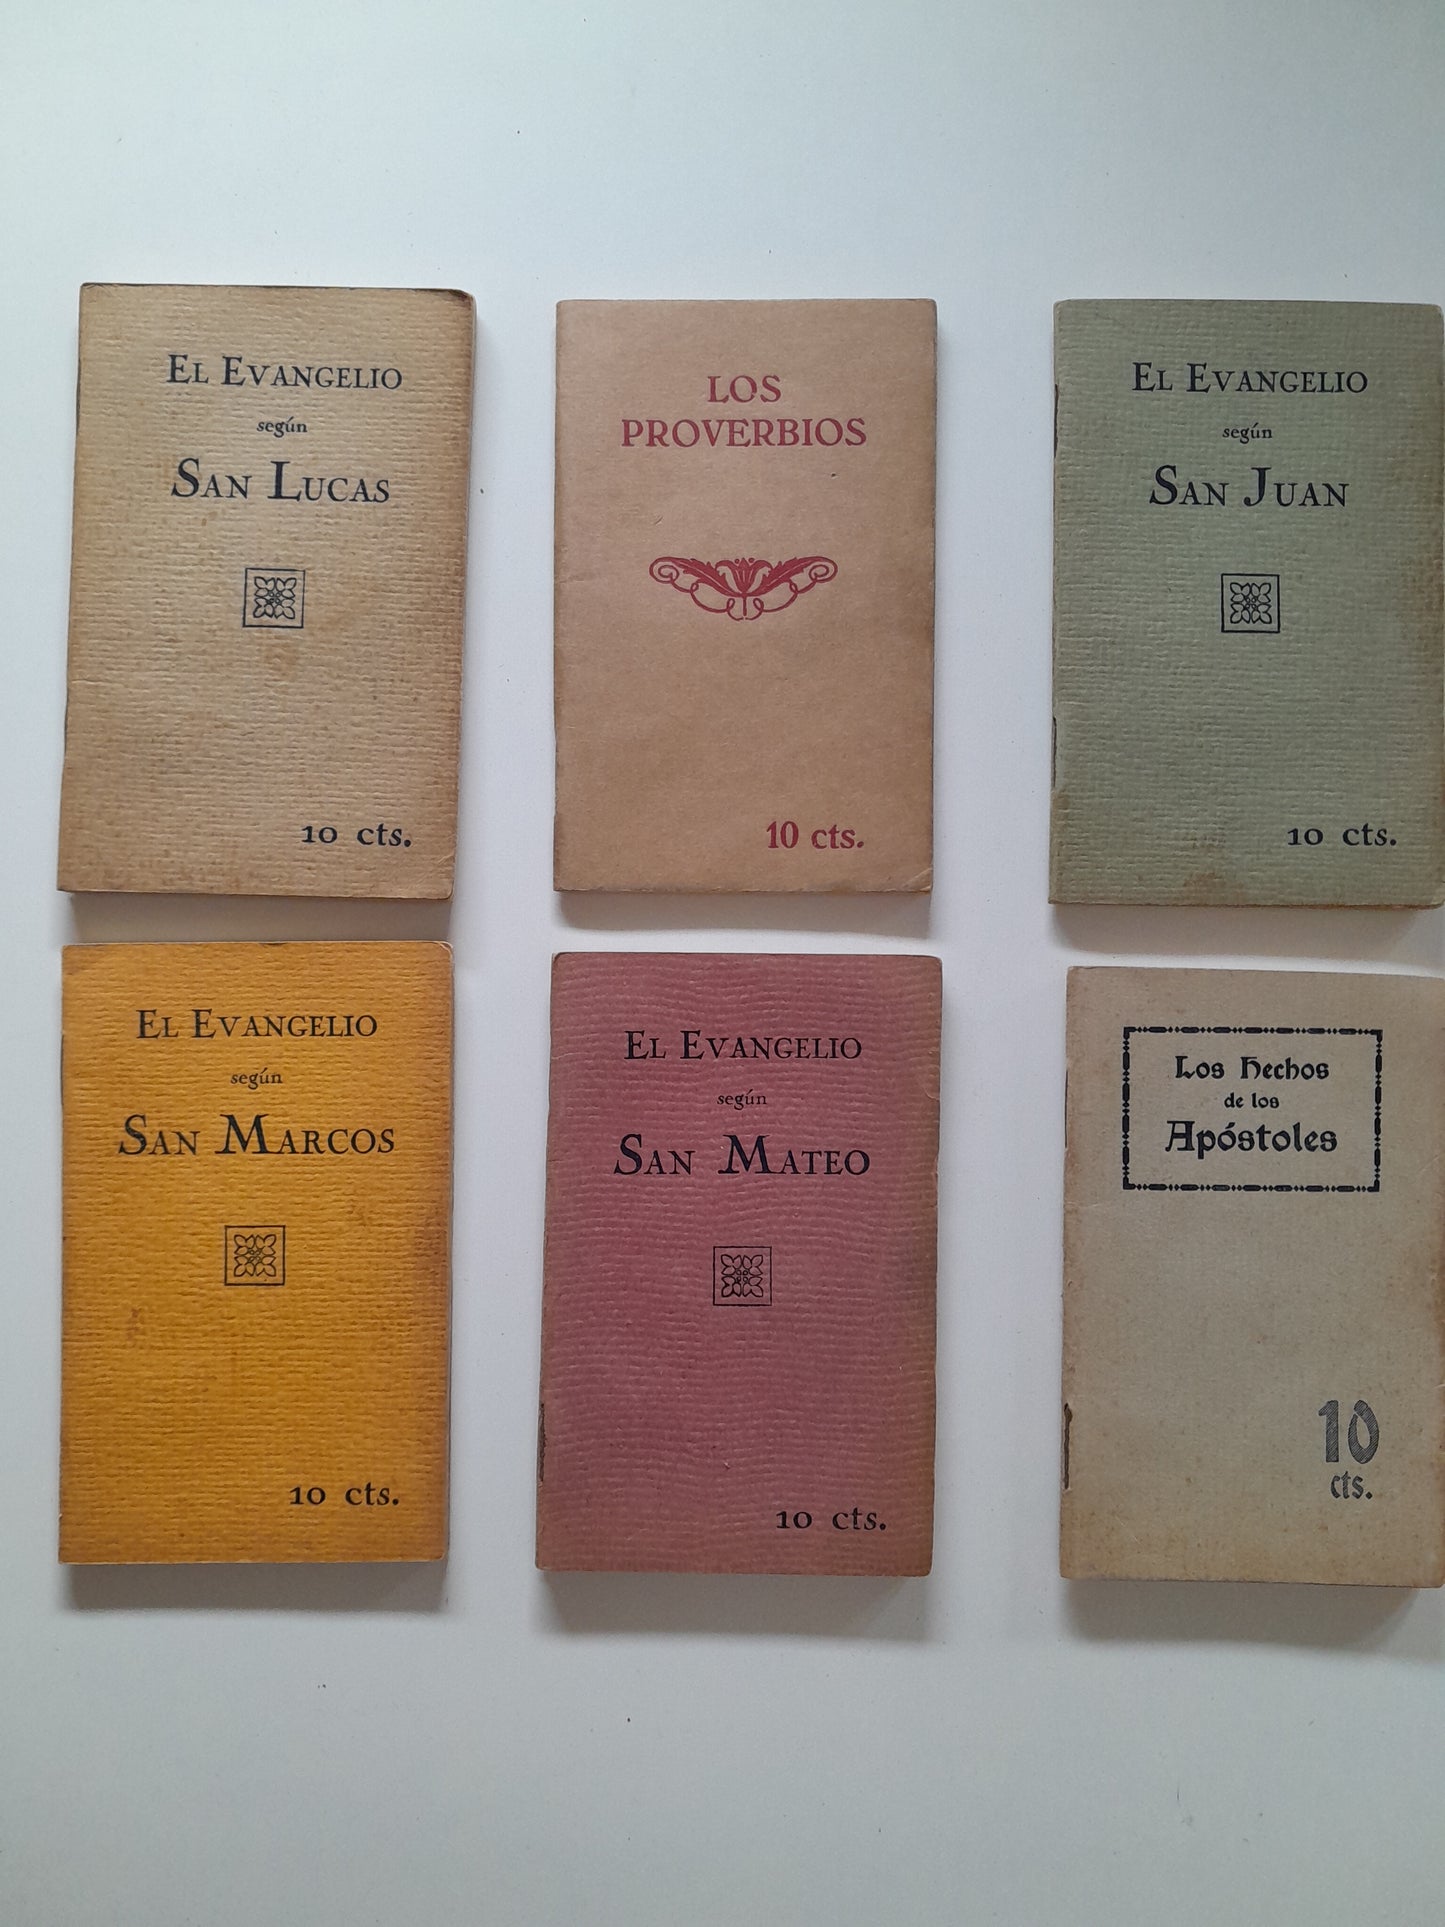 El Evangelio
según
San Lucas
10 cts.
LOS
PROVERBIOS
10 cts.
El Evangelio
según
San Juan
10 cts.
El Evangelio
según
San Marcos
10 cts.
El Evangelio
según
San Mateo
10 cts.
Los Hechos
de los
Apóstoles
10
cts.